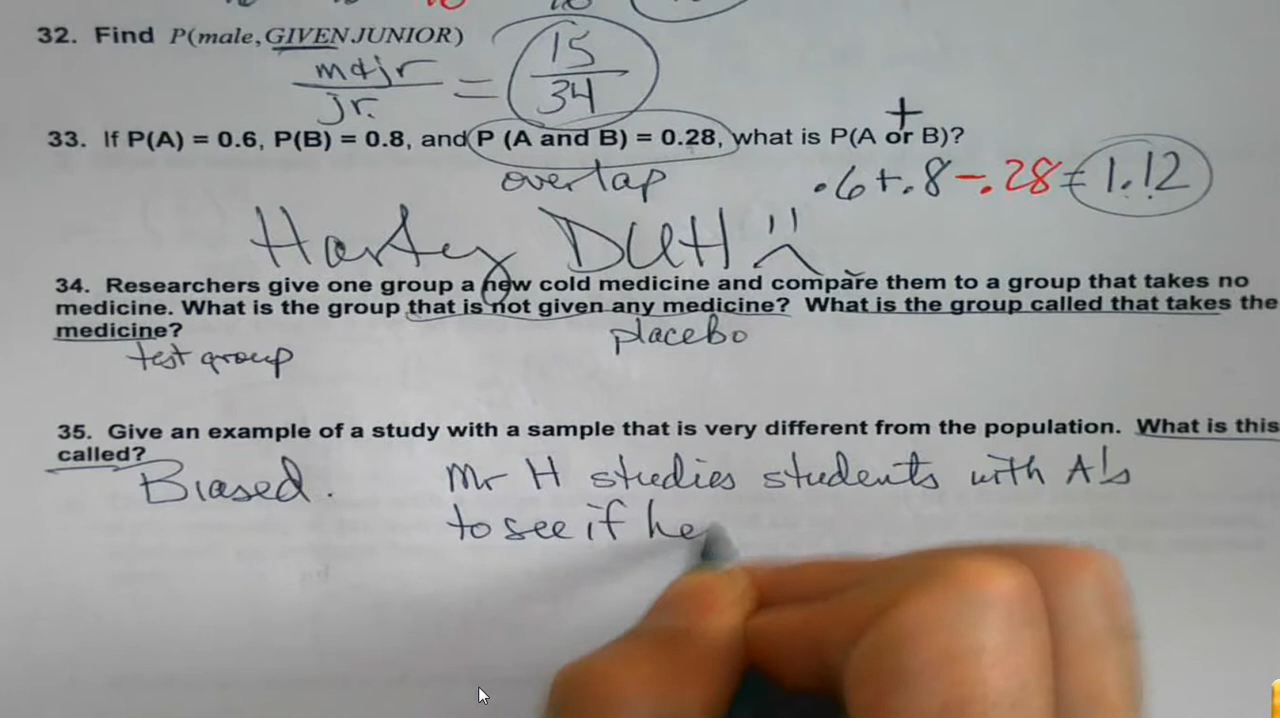 32. Find P(male, GIVEN JUNIOR)
m+jr
jr.
=
15
34
+
33. If P(A) = 0.6, P(B) = 0.8, and P (A and B) = 0.28, what is P(A or B)?
overlap
.6+.8-.28=1.12
DUH
34. Researchers give one group a new cold medicine and compare them to a group that takes no
medicine. What is the group that is not given any medicine? What is the group called that takes the
medicine?
placebo
test group
35. Give an example of a study with a sample that is very different from the population. What is this
called?
Biased.
Mr H studies students with A's
to see if he